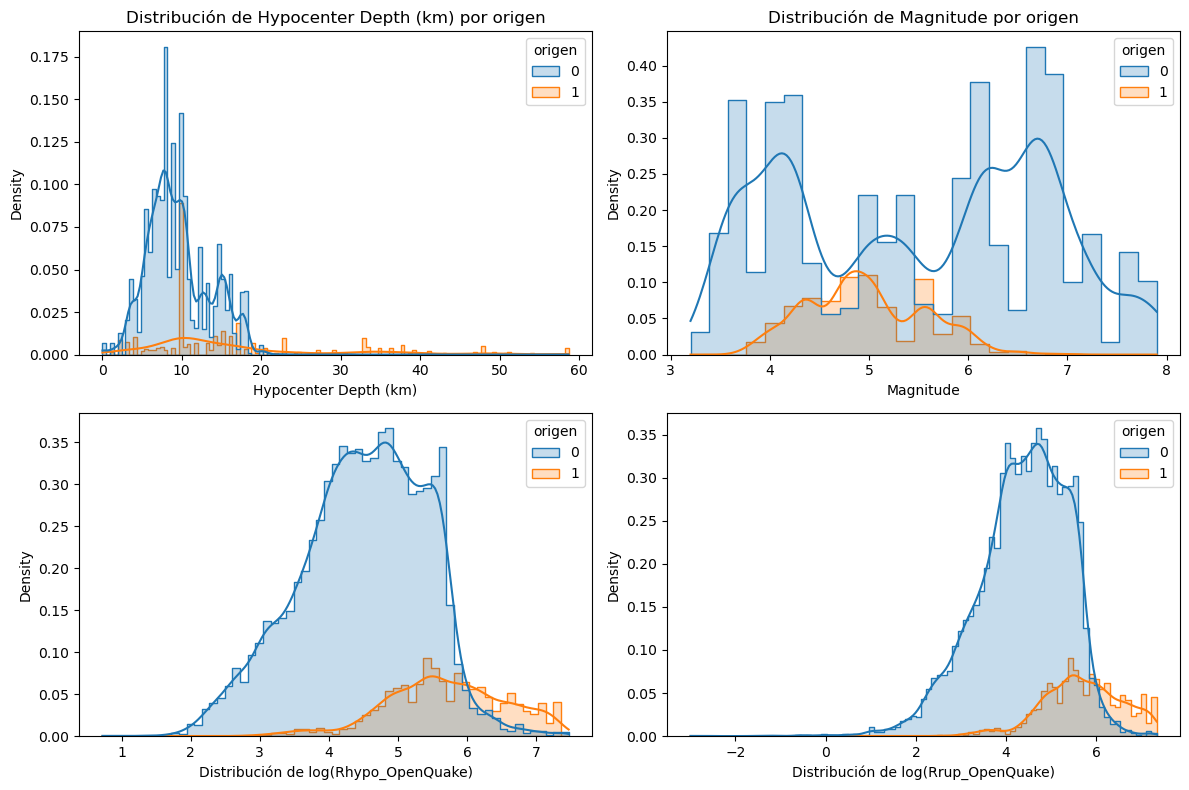 Distribución de Hypocenter Depth (km) por origen
origen
0
1
0.175
0.150
0.125
0.100
0.075
0.050
0.025
0.000
Density
0 10 20 30 40 50 60
Hypocenter Depth (km)
Distribución de Magnitude por origen
origen
0
1
0.40
0.35
0.30
0.25
0.20
0.15
0.10
0.05
0.00
Density
3 4 5 6 7 8
Magnitude
origen
0
1
0.35
0.30
0.25
0.20
0.15
0.10
0.05
0.00
Density
1 2 3 4 5 6 7
Distribución de log(Rhypo_OpenQuake)
origen
0
1
0.35
0.30
0.25
0.20
0.15
0.10
0.05
0.00
Density
−2 0 2 4 6
Distribución de log(Rrup_OpenQuake)